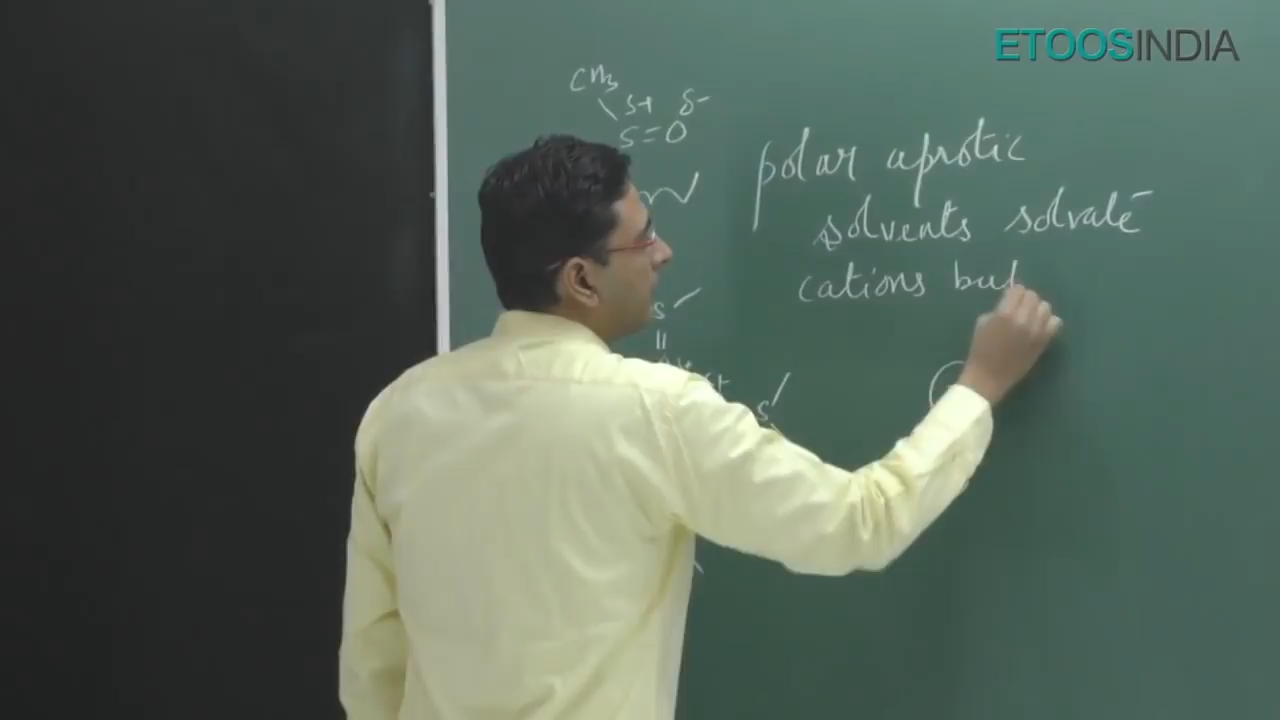 ETOOSINDIA
CH3
δ+ δ-
S=O
polar aprotic
solvents solvate
cations but
S
S